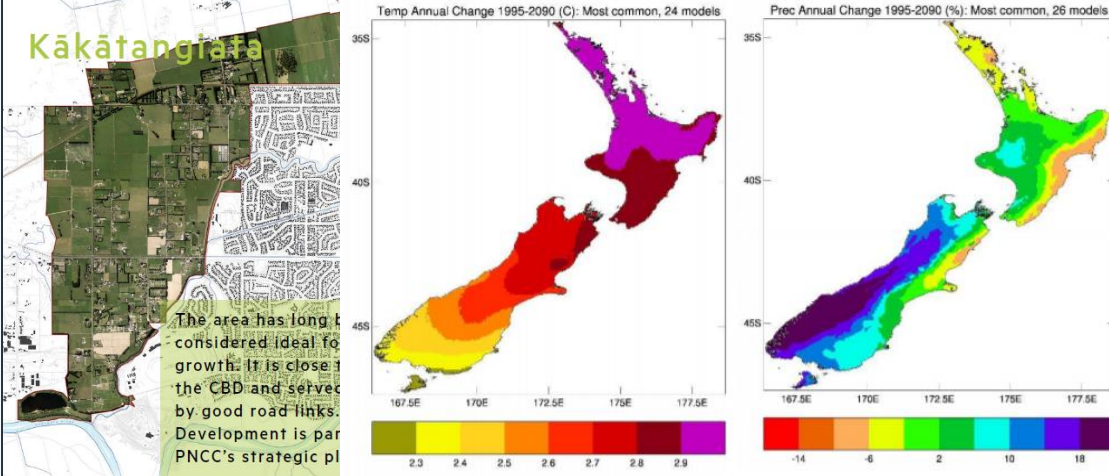 Kākātangiata
The area has long b
considered ideal fo
growth. It is close t
the CBD and served
by good road links.
Development is par
PNCC's strategic pl
Temp Annual Change 1995-2090 (C): Most common, 24 models
35S
40S
45S
167.5E 170E 172.5E 175E 177.5E
2.3 2.4 2.5 2.6 2.7 2.8 2.9
Prec Annual Change 1995-2090 (%): Most common, 26 models
35S
40S
45S
167.5E 170E 172.5E 175E 177.5E
-14 -6 2 10 18